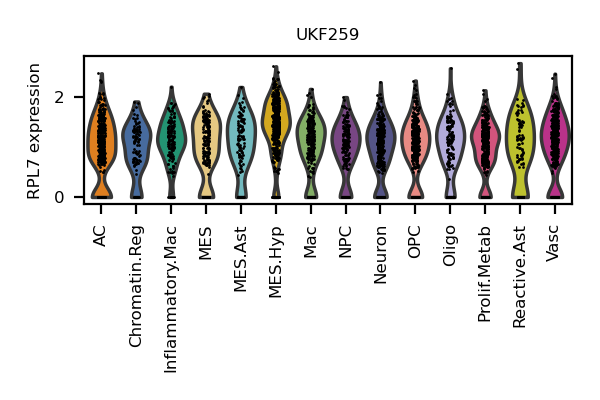 UKF259
RPL7 expression
2
0
AC
Chromatin.Reg
Inflammatory.Mac
MES
MES.Ast
MES.Hyp
Mac
NPC
Neuron
OPC
Oligo
Prolif.Metab
Reactive.Ast
Vasc